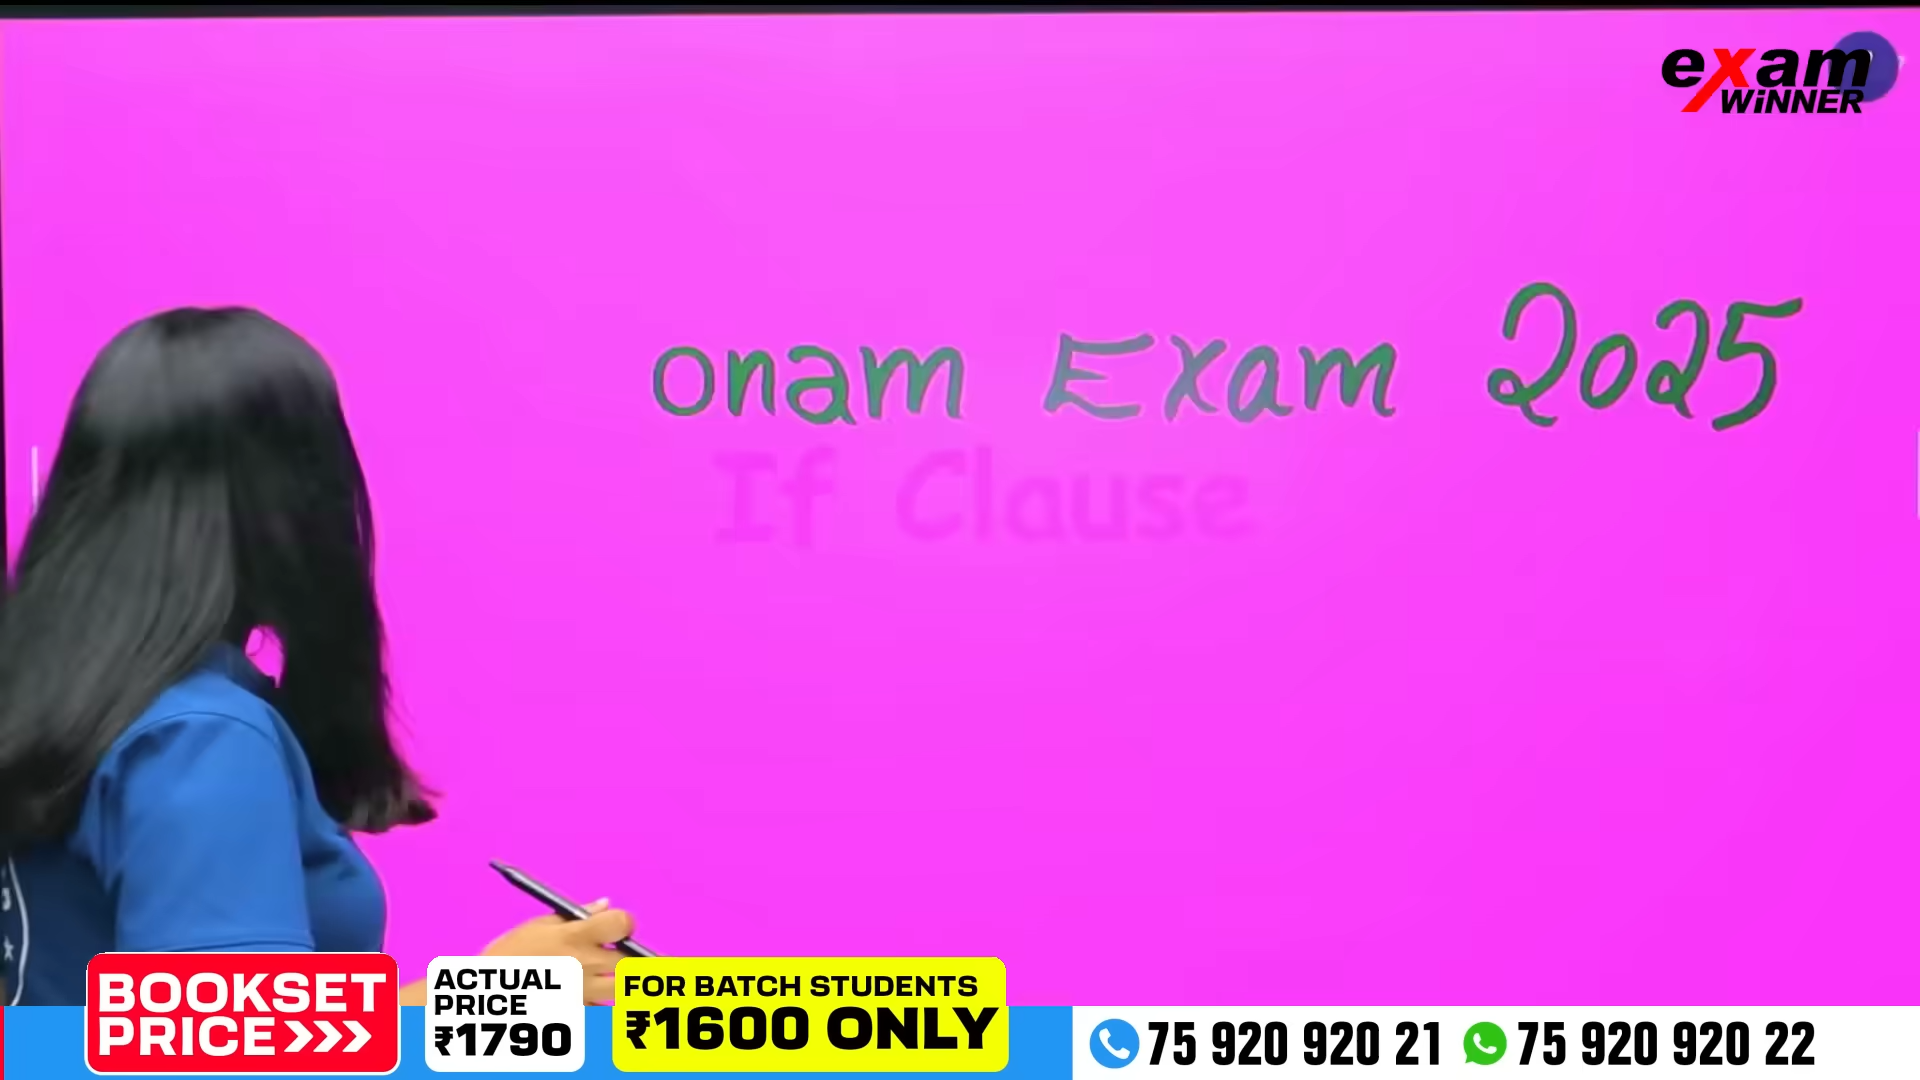 exam
WiNNER
onam Exam 2025
If Clause
BOOKSET
PRICE>>>
ACTUAL
PRICE
₹1790
FOR BATCH STUDENTS
₹1600 ONLY
75 920 920 21
75 920 920 22